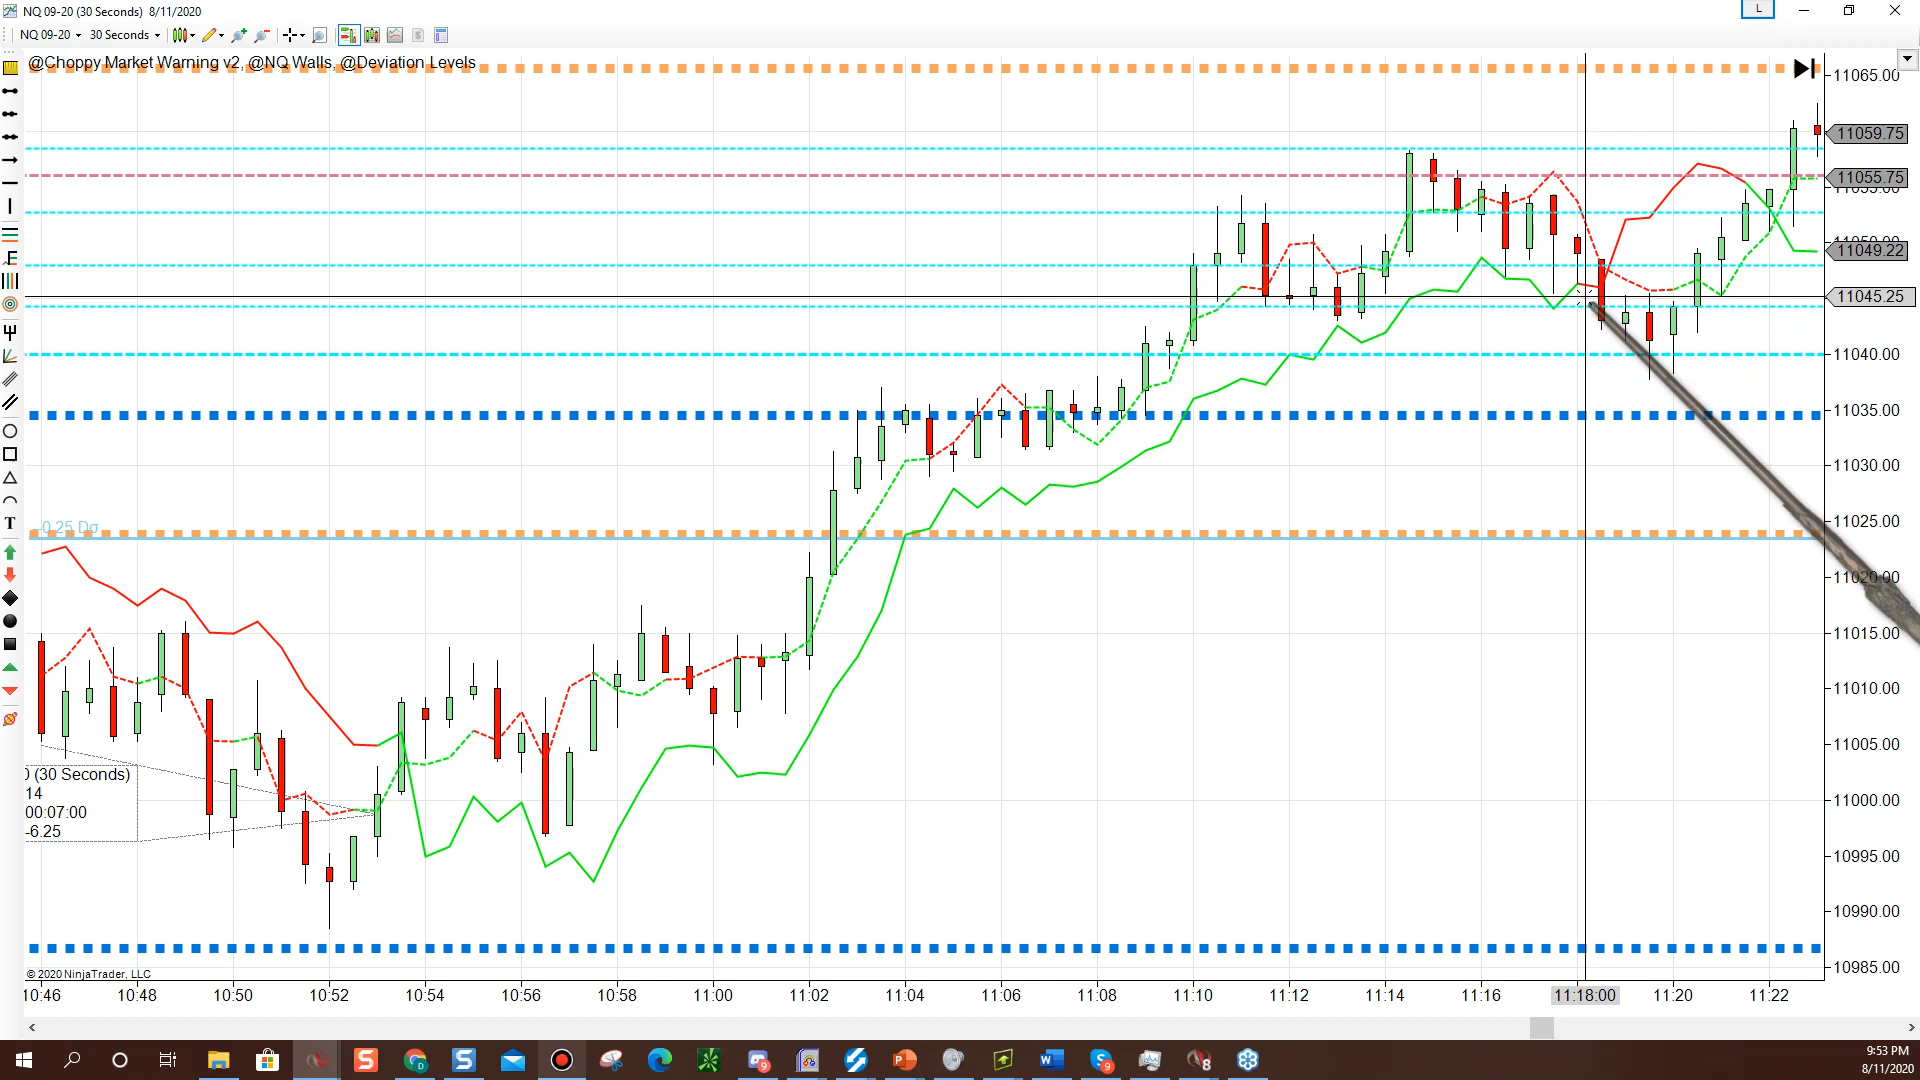 NQ 09-20 (30 Seconds) 8/11/2020
L
NQ 09-20 30 Seconds
@Choppy Market Warning v2, @NQ Walls, @Deviation Levels
11065.00
11059.75
11055.75
11055.00
11050.00
11049.22
11045.25
11040.00
11035.00
11030.00
-0.25 Dσ
11025.00
11020.00
11015.00
11010.00
11005.00
(30 Seconds)
14
00:07:00
-6.25
11000.00
10995.00
10990.00
10985.00
© 2020 NinjaTrader, LLC
10:46 10:48 10:50 10:52 10:54 10:56 10:58 11:00 11:02 11:04 11:06 11:08 11:10 11:12 11:14 11:16 11:18:00 11:20 11:22
9:53 PM
8/11/2020